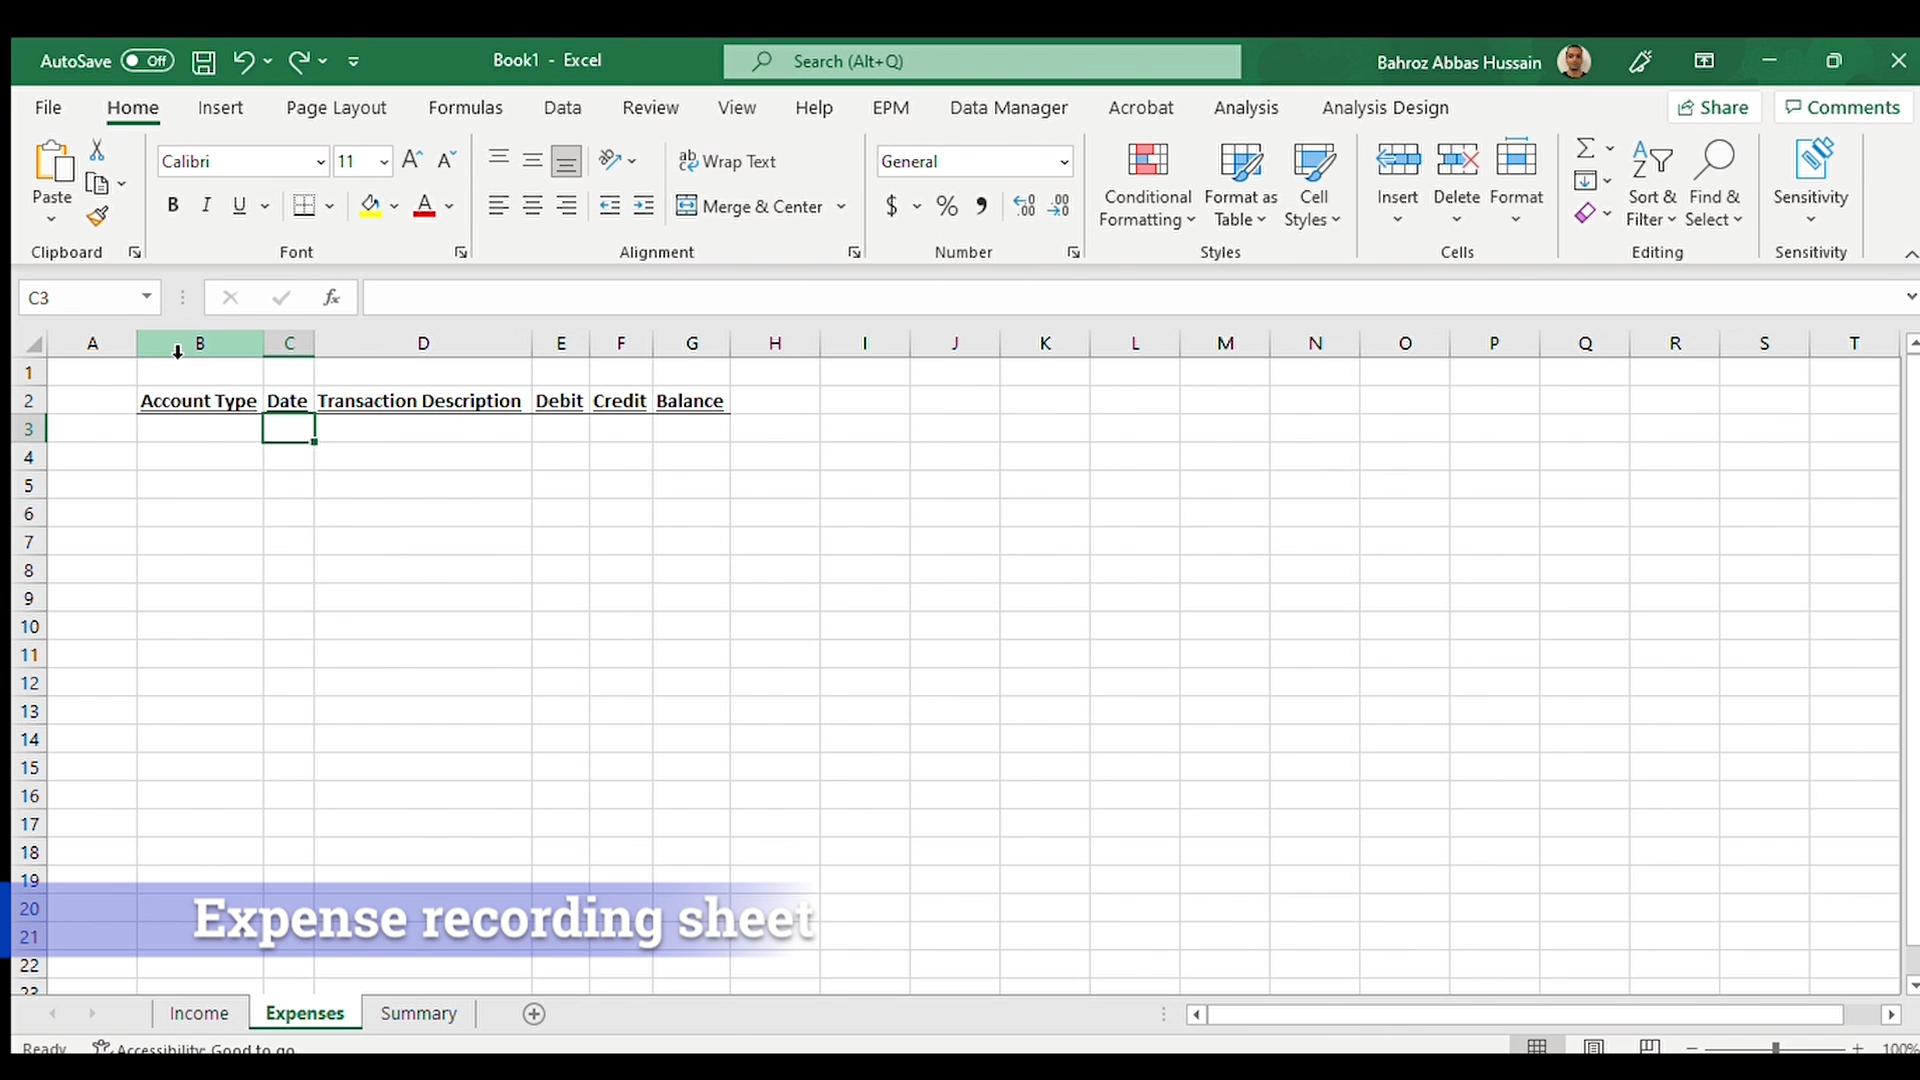 AutoSave Off Book1 - Excel Search (Alt+Q) Bahroz Abbas Hussain
File Home Insert Page Layout Formulas Data Review View Help EPM Data Manager Acrobat Analysis Analysis Design Share Comments
Calibri 11 Wrap Text General
Paste Conditional Format as Cell Insert Delete Format Sort & Find & Sensitivity
B I U Merge & Center $ % Formatting Table Styles Filter Select
Clipboard Font Alignment Number Styles Cells Editing Sensitivity
C3 fx
A B C D E F G H I J K L M N O P Q R S T
1
2 Account Type Date Transaction Description Debit Credit Balance
3
4
5
6
7
8
9
10
11
12
13
14
15
16
17
18
19
20 Expense recording sheet
21
22
23
Income Expenses Summary
Ready Accessibility: Good to go 100%